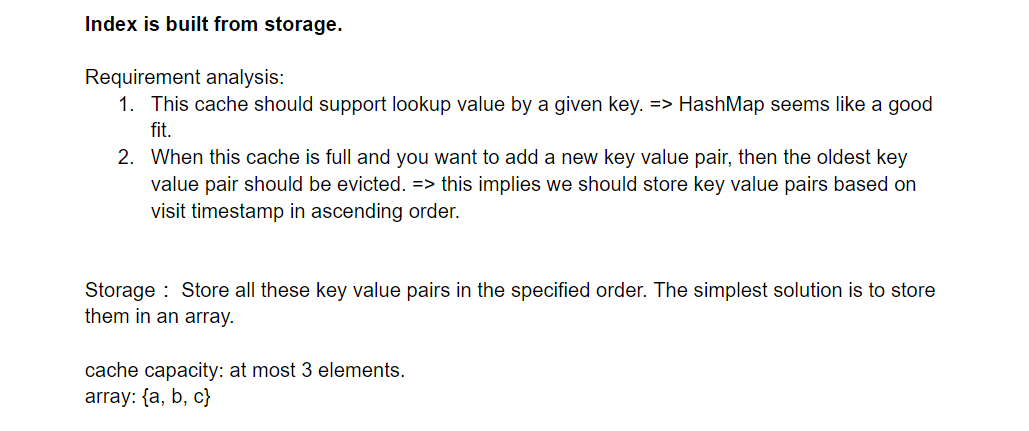 Index is built from storage.
Requirement analysis:
1. This cache should support lookup value by a given key. => HashMap seems like a good
fit.
2. When this cache is full and you want to add a new key value pair, then the oldest key
value pair should be evicted. => this implies we should store key value pairs based on
visit timestamp in ascending order.
Storage : Store all these key value pairs in the specified order. The simplest solution is to store
them in an array.
cache capacity: at most 3 elements.
array: {a, b, c}